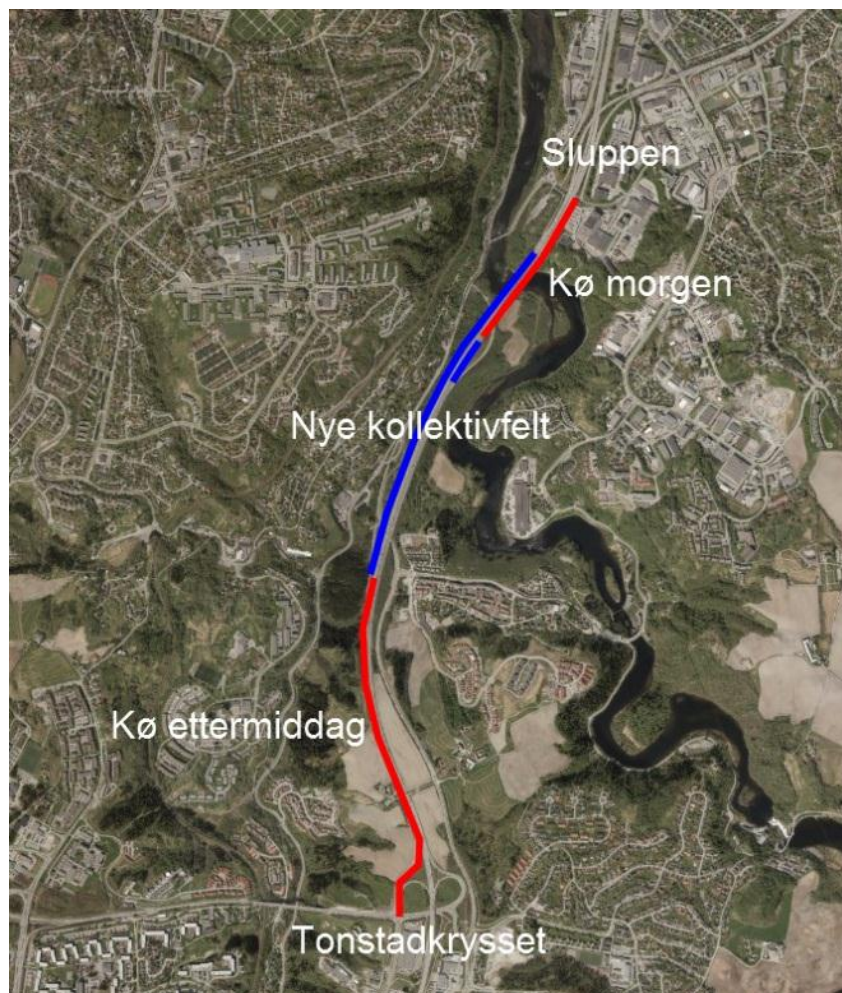 Sluppen
Kø morgen
Nye kollektivfelt
Kø ettermiddag
Tonstadkrysset